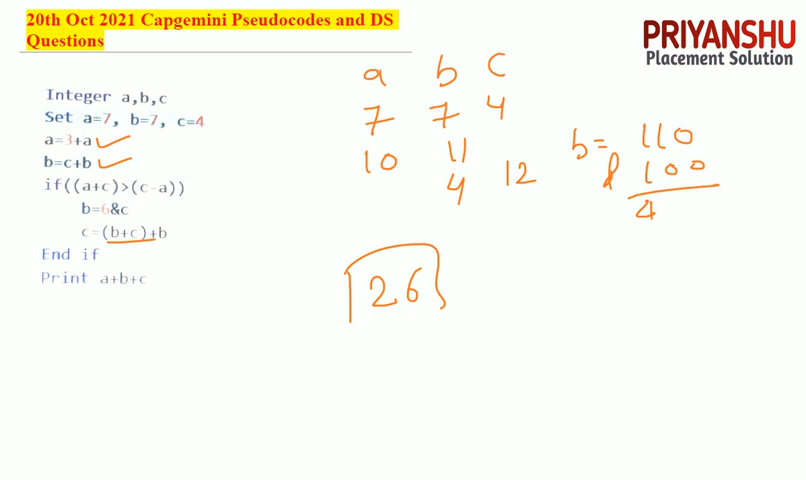 20th Oct 2021 Capgemini Pseudocodes and DS
Questions
PRIYANSHU
Placement Solution
Integer a,b,c
Set a=7, b=7, c=4
a=3+a
b=c+b
if((a+c)>(c-a))
b=6&c
c=(b+c)+b
End if
Print a+b+c
a b c
7 7 4
10 11
4 12
b= 110
& 100
4
26